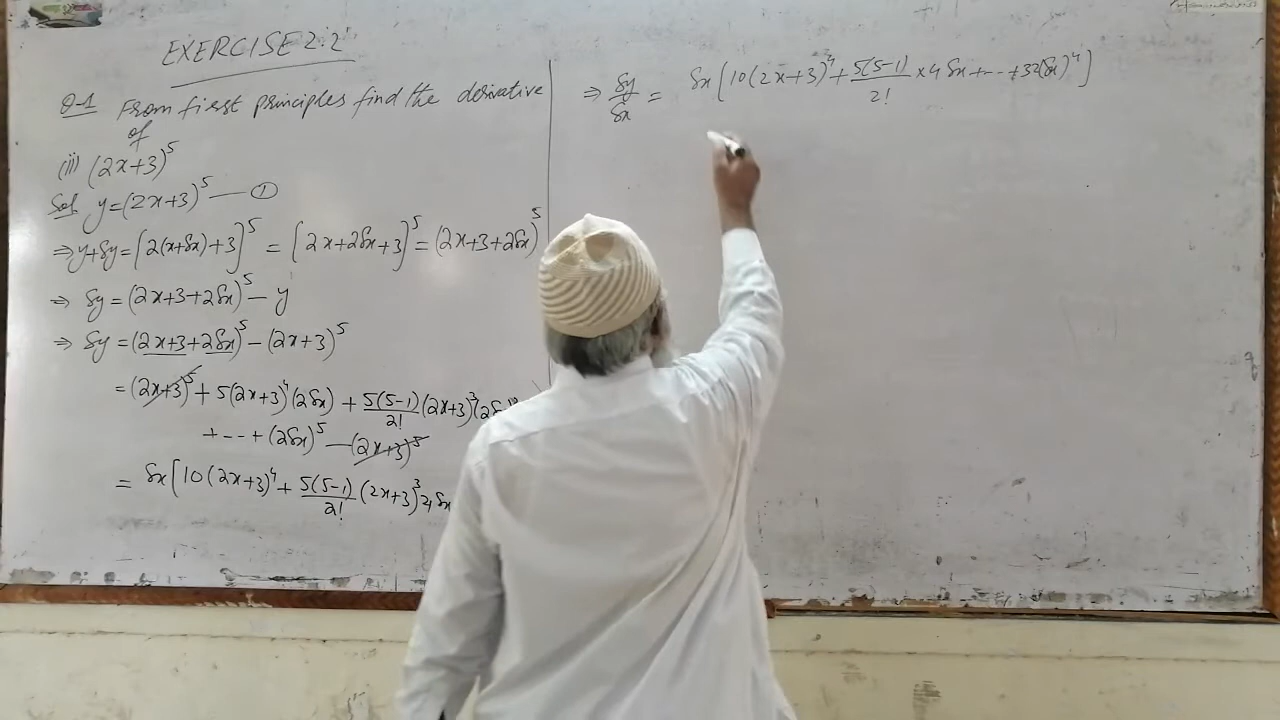 EXERCISE 2.2
Q-1 From first principles find the derivative
of
(ii) (2x+3)^5
Sol y=(2x+3)^5 — ①
⇒ y+δy = [2(x+δx)+3]^5 = [2x+2δx+3]^5 = (2x+3+2δx)^5
⇒ δy = (2x+3+2δx)^5 - y
⇒ δy = (2x+3+2δx)^5 - (2x+3)^5
= (2x+3)^5 + 5(2x+3)^4 (2δx) + 5(5-1)/2! (2x+3)^3 (2δ
+ --- + (2δx)^5 - (2x+3)^5
= δx [10(2x+3)^4 + 5(5-1)/2! (2x+3)^3 4δx
⇒ δy/δx = δx [10(2x+3)^4 + 5(5-1)/2! ×4 δx + --- + 32(δx)^4]